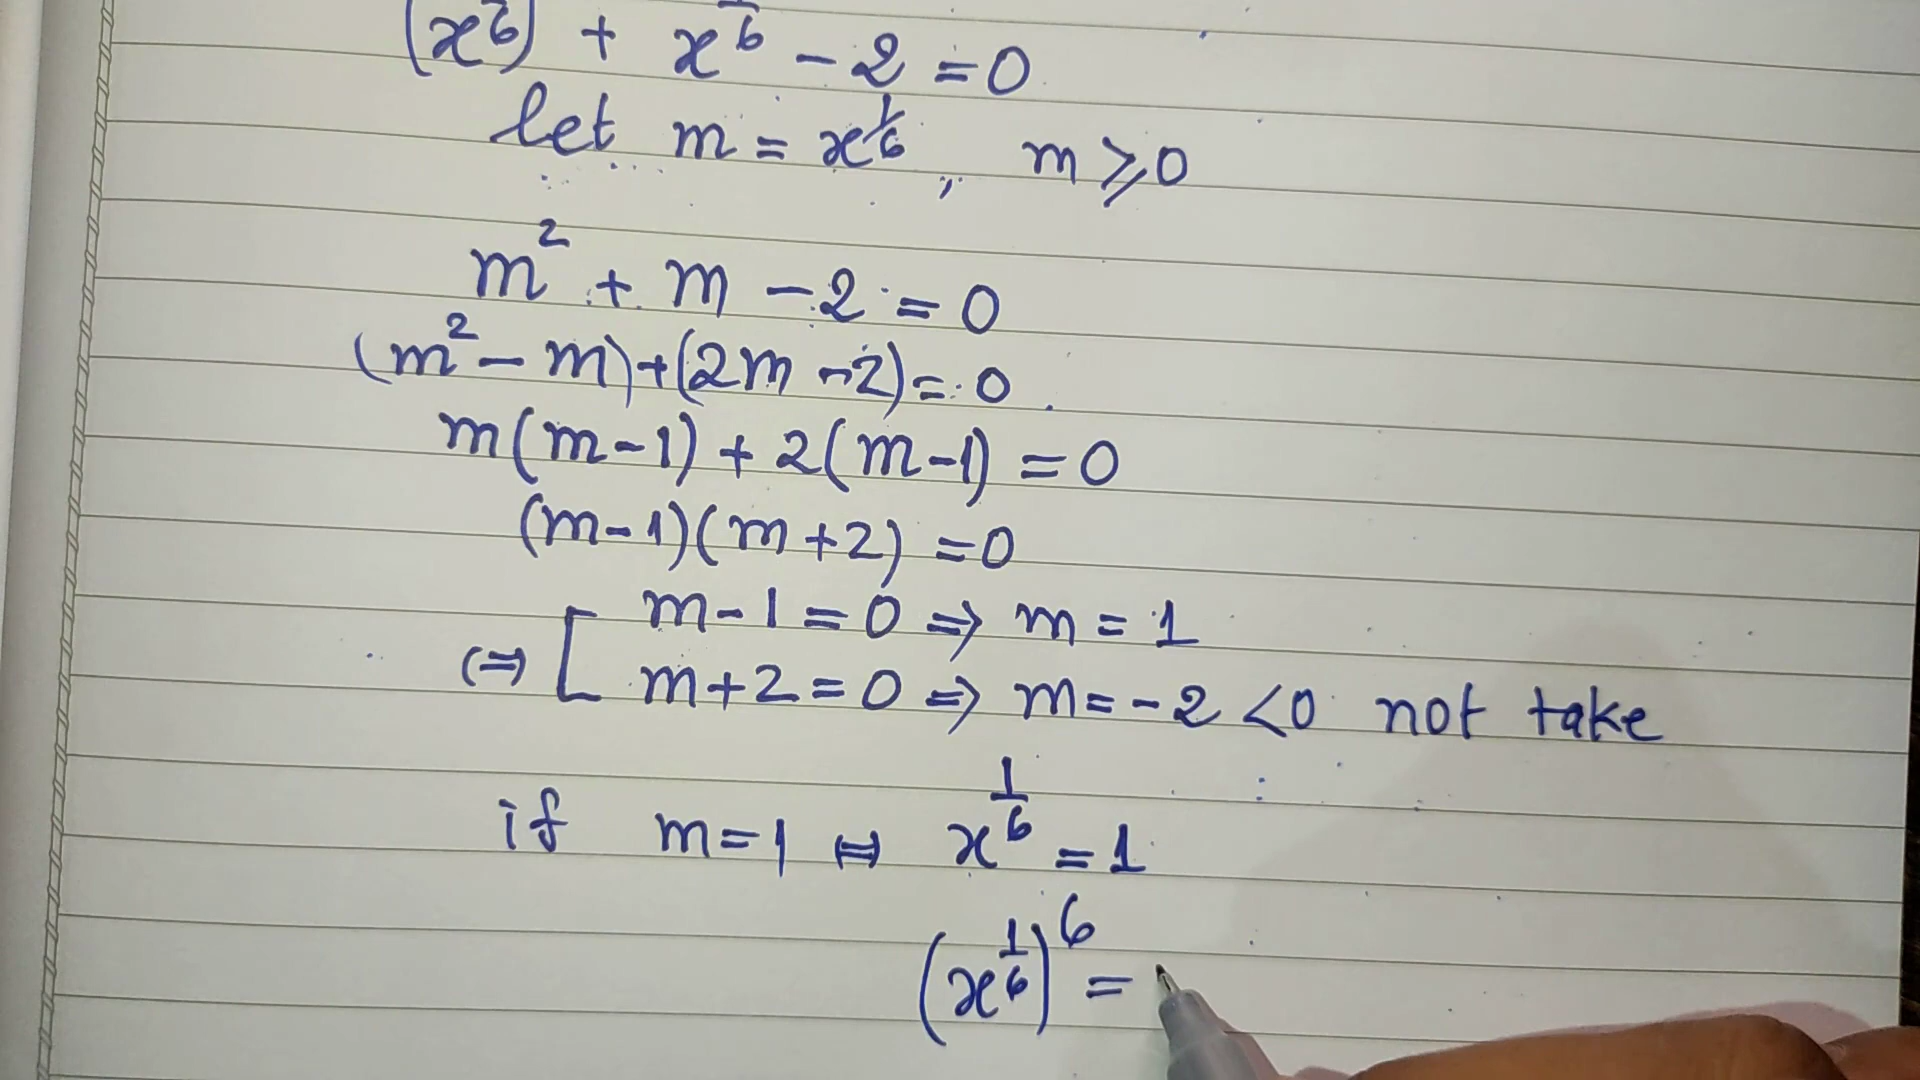 (x^1/6) + x^1/6 - 2 = 0
let m = x^1/6, m ⩾ 0
m² + m - 2 = 0
(m² - m) + (2m - 2) = 0
m(m-1) + 2(m-1) = 0
(m-1)(m+2) = 0
⇔ [ m-1 = 0 ⇒ m = 1
m+2 = 0 ⇒ m = -2 < 0 not take
if m = 1 ⇔ x^1/6 = 1
(x^1/6)^6 =